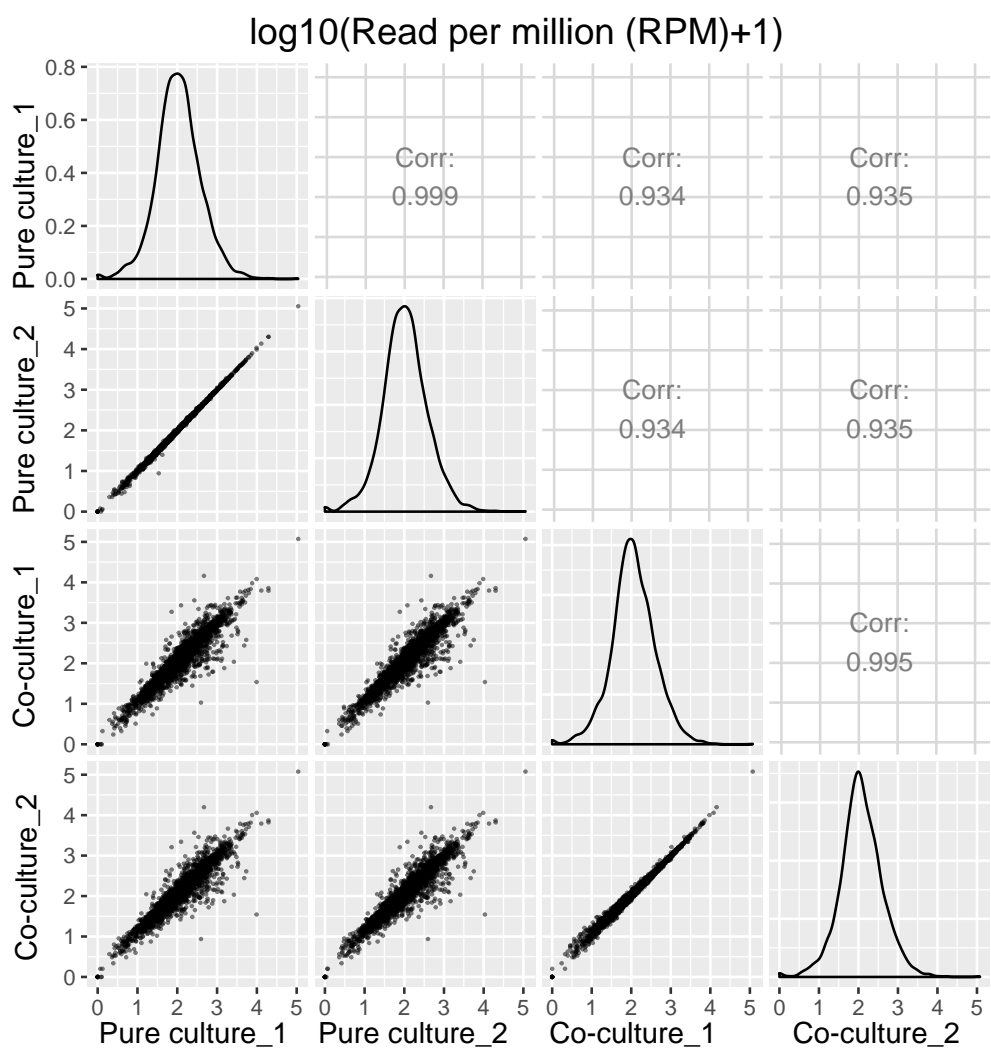 log10(Read per million (RPM)+1)
Pure culture_1
0.8
0.6
0.4
0.2
0.0
Corr:
0.999
Corr:
0.934
Corr:
0.935
Pure culture_2
5
4
3
2
1
0
Corr:
0.934
Corr:
0.935
Co-culture_1
5
4
3
2
1
0
Corr:
0.995
Co-culture_2
5
4
3
2
1
0
0 1 2 3 4 5 0 1 2 3 4 5 0 1 2 3 4 5 0 1 2 3 4 5
Pure culture_1 Pure culture_2 Co-culture_1 Co-culture_2